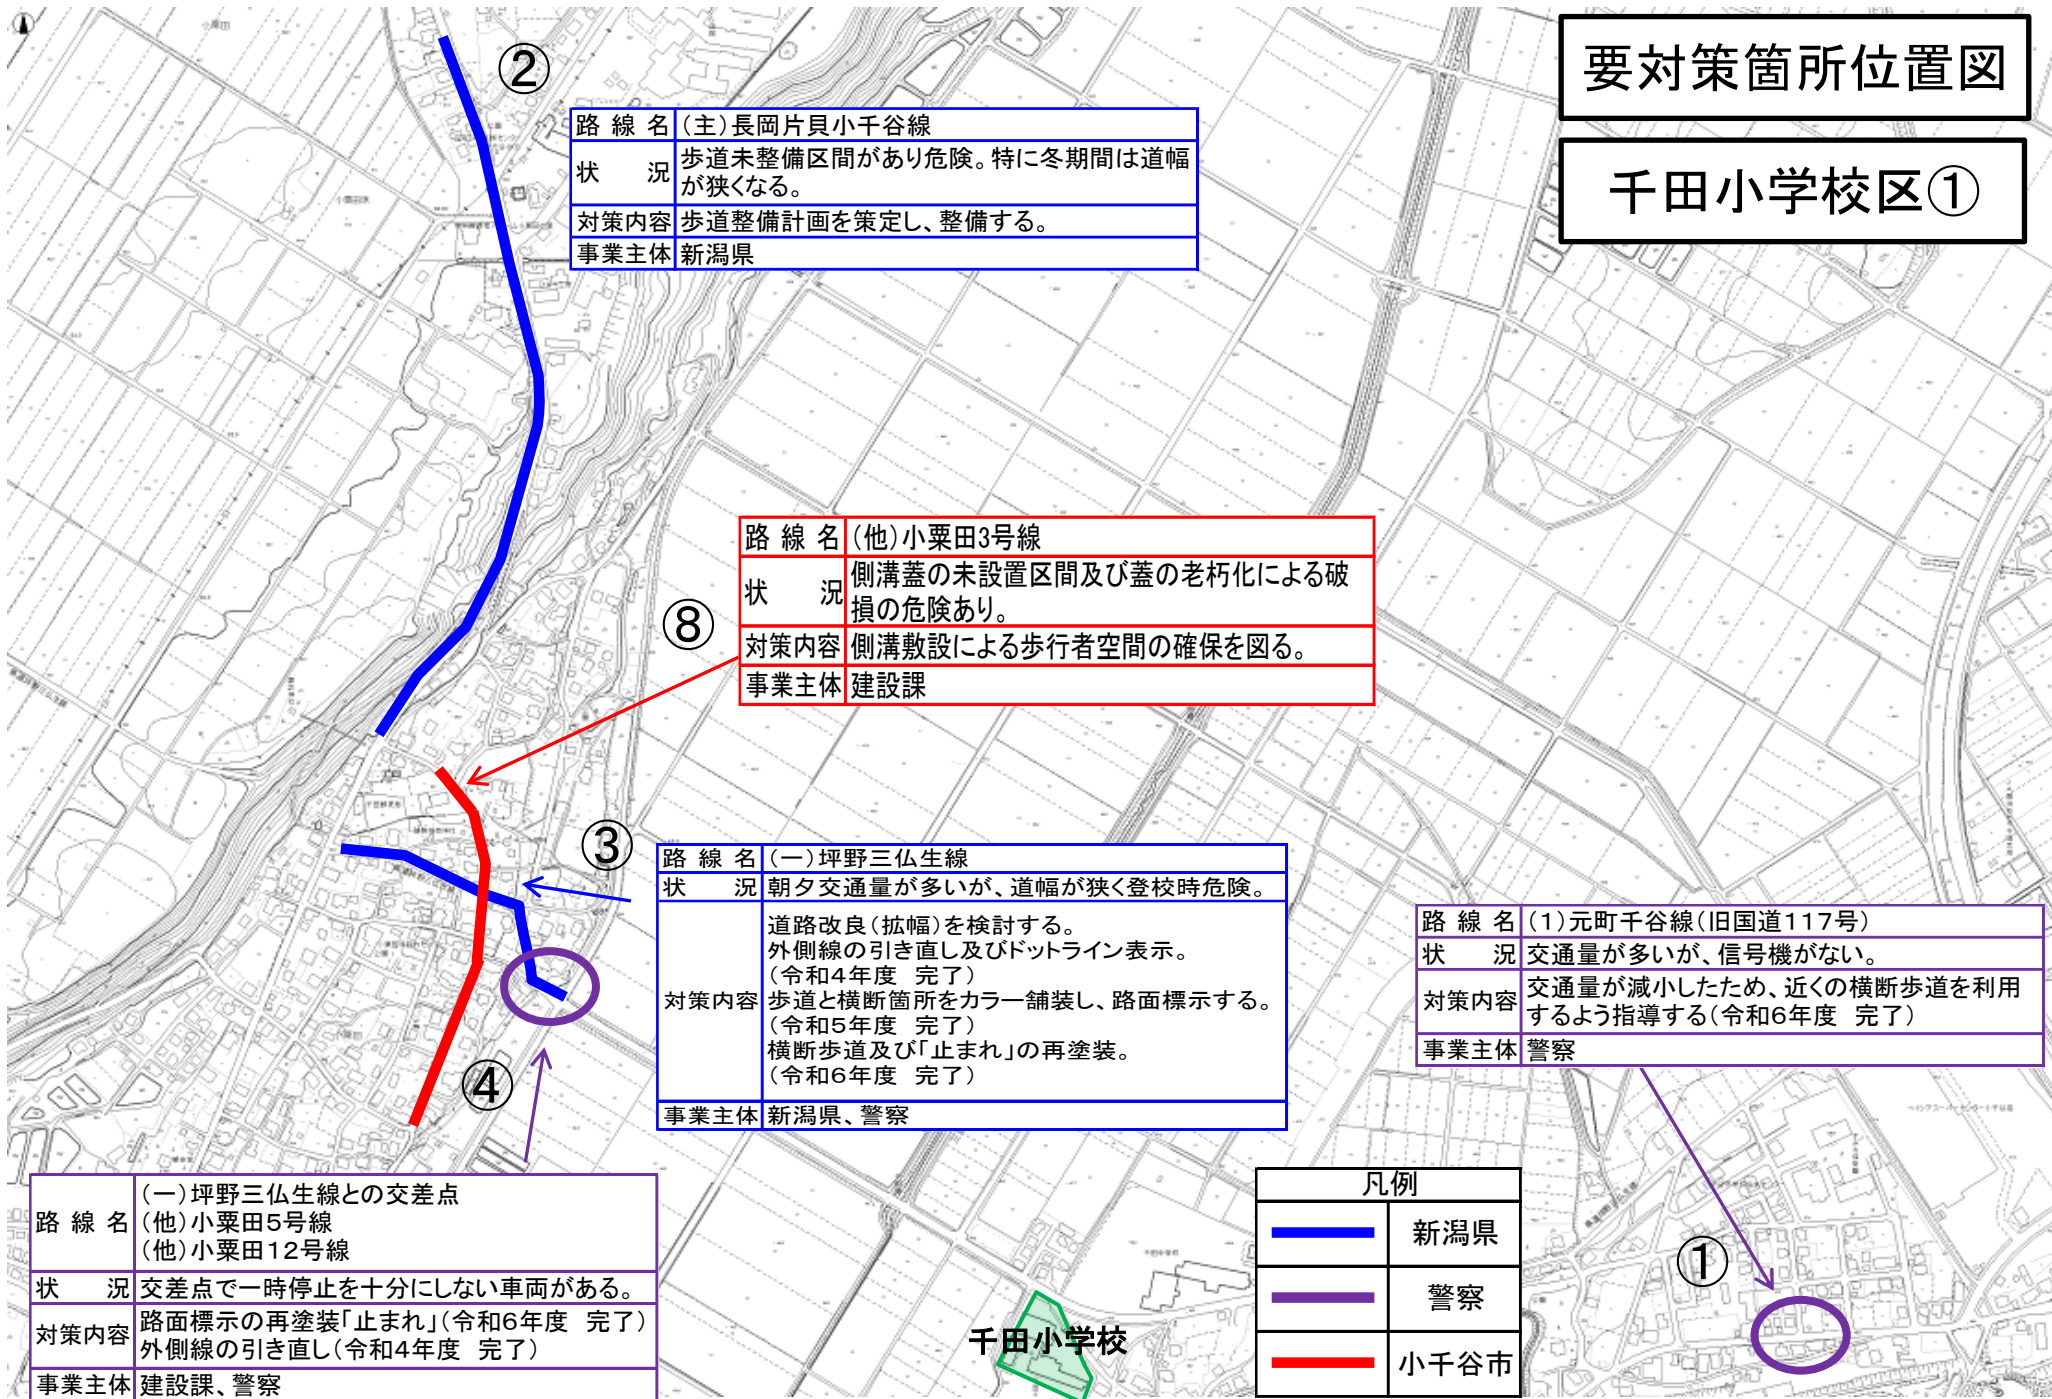 要対策箇所位置図
千田小学校区①
②
路線名 (主)長岡片貝小千谷線
状況 歩道未整備区間があり危険。特に冬期間は道幅
が狭くなる。
対策内容 歩道整備計画を策定し、整備する。
事業主体 新潟県
⑧
路線名 (他)小粟田3号線
状況 側溝蓋の未設置区間及び蓋の老朽化による破
損の危険あり。
対策内容 側溝敷設による歩行者空間の確保を図る。
事業主体 建設課
③
路線名 (一)坪野三仏生線
状況 朝夕交通量が多いが、道幅が狭く登校時危険。
対策内容 道路改良(拡幅)を検討する。
外側線の引き直し及びドットライン表示。
(令和4年度 完了)
歩道と横断箇所をカラー舗装し、路面標示する。
(令和5年度 完了)
横断歩道及び「止まれ」の再塗装。
(令和6年度 完了)
事業主体 新潟県、警察
路線名 (1)元町千谷線(旧国道117号)
状況 交通量が多いが、信号機がない。
対策内容 交通量が減小したため、近くの横断歩道を利用
するよう指導する(令和6年度 完了)
事業主体 警察
①
④
路線名 (一)坪野三仏生線との交差点
(他)小粟田5号線
(他)小粟田12号線
状況 交差点で一時停止を十分にしない車両がある。
対策内容 路面標示の再塗装「止まれ」(令和6年度 完了)
外側線の引き直し(令和4年度 完了)
事業主体 建設課、警察
千田小学校
凡例
新潟県
警察
小千谷市